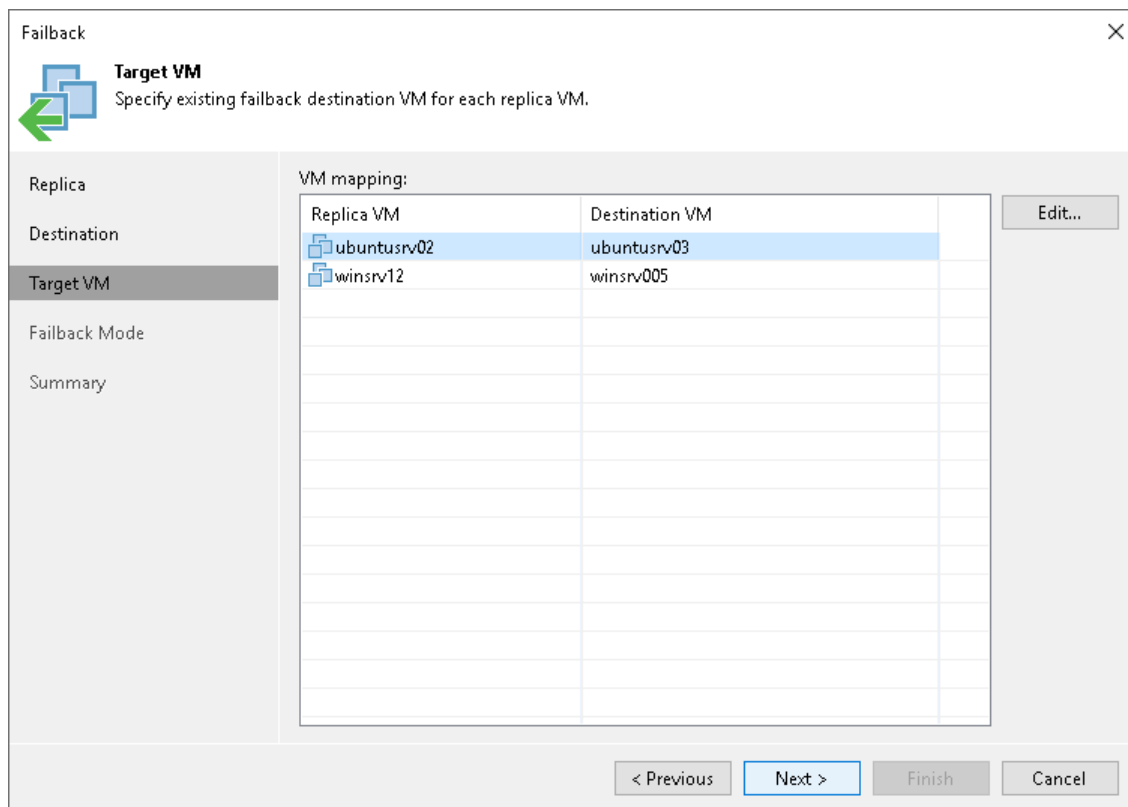 Failback
Target VM
Specify existing failback destination VM for each replica VM.
Replica
Destination
Target VM
Failback Mode
Summary
VM mapping:
Replica VM Destination VM
ubuntusrv02 ubuntusrv03
winsrv12 winsrv005
Edit...
< Previous Next > Finish Cancel